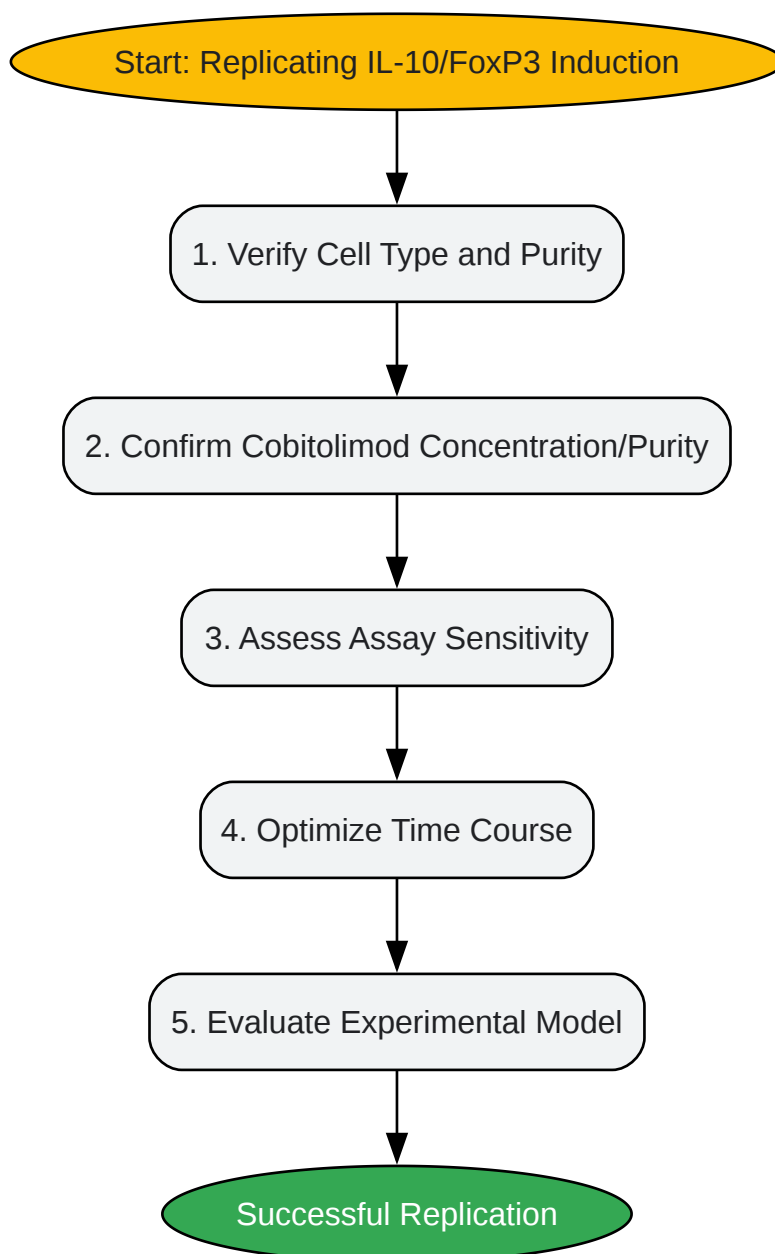 Start: Replicating IL-10/FoxP3 Induction
1. Verify Cell Type and Purity
2. Confirm Cobitolimod Concentration/Purity
3. Assess Assay Sensitivity
4. Optimize Time Course
5. Evaluate Experimental Model
Successful Replication